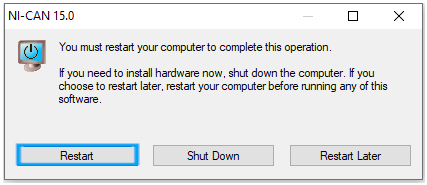 NI-CAN 15.0
You must restart your computer to complete this operation.
If you need to install hardware now, shut down the computer. If you
choose to restart later, restart your computer before running any of this
software.
Restart
Shut Down
Restart Later